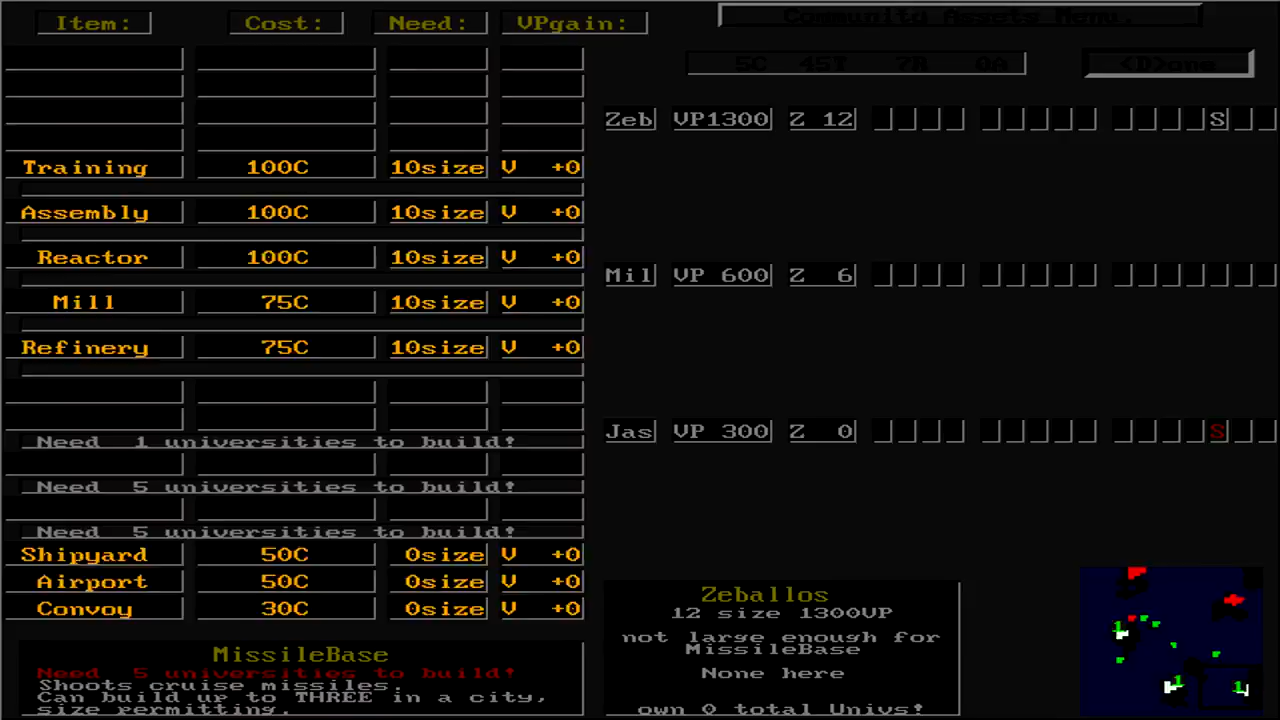 Item: Cost: Need: VPgain:
Community Assets Menu.
5C 45T 7R 0A <D>one
Zeb VP1300 Z 12 S
Training 100C 10size V +0
Assembly 100C 10size V +0
Reactor 100C 10size V +0
Mil VP 600 Z 6
Mill 75C 10size V +0
Refinery 75C 10size V +0
Jas VP 300 Z 0 S
Need 1 universities to build!
Need 5 universities to build!
Need 5 universities to build!
Shipyard 50C 0size V +0
Airport 50C 0size V +0
Convoy 30C 0size V +0
MissileBase
Need 5 universities to build!
Shoots cruise missiles.
Can build up to THREE in a city,
size permitting.
Zeballos
12 size 1300VP
not large enough for
MissileBase
None here
own 0 total Univs!
1
1
1